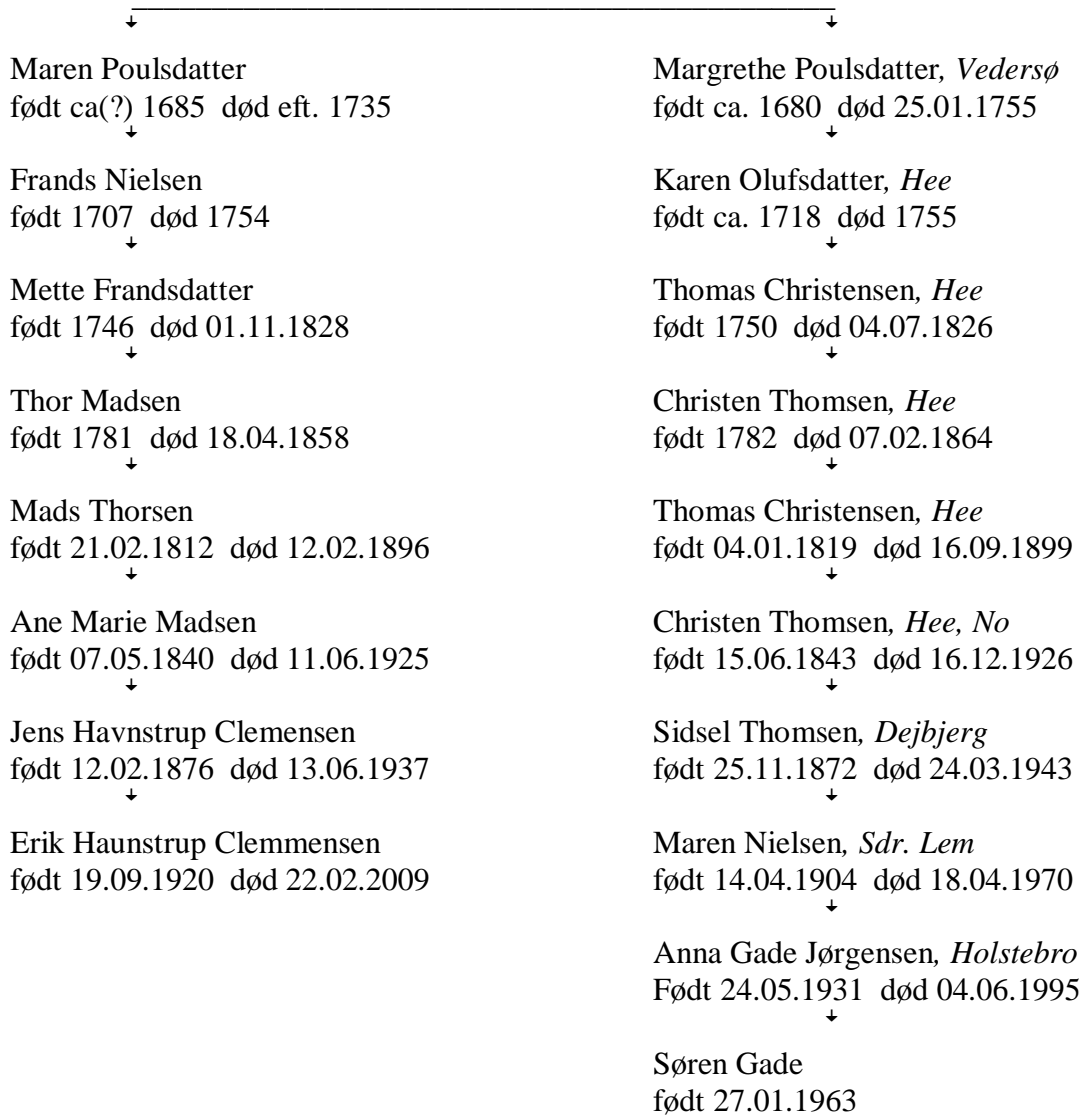 Maren Poulsdatter
født ca(?) 1685 død eft. 1735
Frands Nielsen
født 1707 død 1754
Mette Frandsdatter
født 1746 død 01.11.1828
Thor Madsen
født 1781 død 18.04.1858
Mads Thorsen
født 21.02.1812 død 12.02.1896
Ane Marie Madsen
født 07.05.1840 død 11.06.1925
Jens Havnstrup Clemensen
født 12.02.1876 død 13.06.1937
Erik Haunstrup Clemmensen
født 19.09.1920 død 22.02.2009
Margrethe Poulsdatter, Vedersø
født ca. 1680 død 25.01.1755
Karen Olufsdatter, Hee
født ca. 1718 død 1755
Thomas Christensen, Hee
født 1750 død 04.07.1826
Christen Thomsen, Hee
født 1782 død 07.02.1864
Thomas Christensen, Hee
født 04.01.1819 død 16.09.1899
Christen Thomsen, Hee, No
født 15.06.1843 død 16.12.1926
Sidsel Thomsen, Dejbjerg
født 25.11.1872 død 24.03.1943
Maren Nielsen, Sdr. Lem
født 14.04.1904 død 18.04.1970
Anna Gade Jørgensen, Holstebro
Født 24.05.1931 død 04.06.1995
Søren Gade
født 27.01.1963